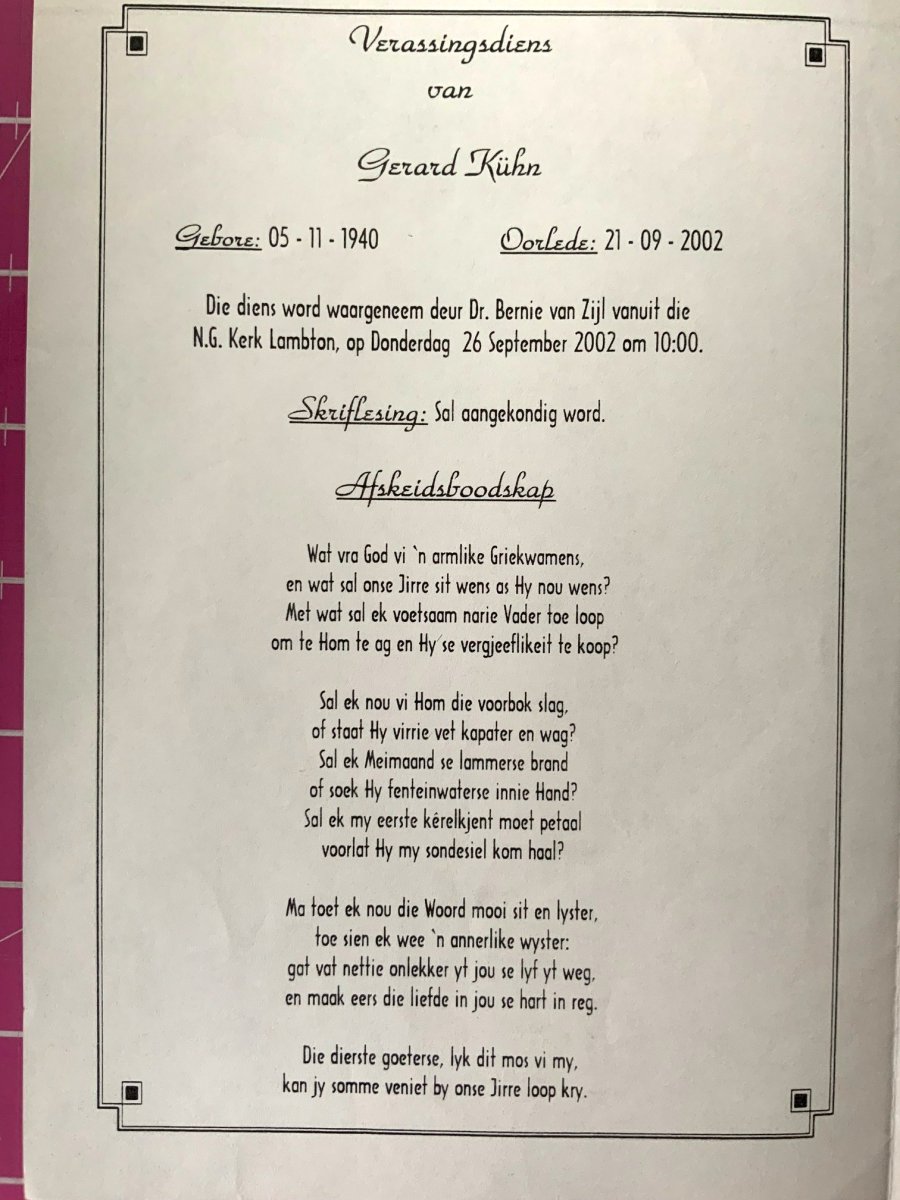 Verassingsdiens
van
Gerard Kühn
Gebore: 05 - 11 - 1940 Oorlede: 21 - 09 - 2002
Die diens word waargeneem deur Dr. Bernie van Zijl vanuit die
N.G. Kerk Lambton, op Donderdag 26 September 2002 om 10:00.
Skriflesing: Sal aangekondig word.
Afskeidsboodskap
Wat vra God vi `n armlike Griekwamens,
en wat sal onse Jirre sit wens as Hy nou wens?
Met wat sal ek voetsaam narie Vader toe loop
om te Hom te ag en Hy´se vergjeeflikeit te koop?
Sal ek nou vi Hom die voorbok slag,
of staat Hy virrie vet kapater en wag?
Sal ek Meimaand se lammerse brand
of soek Hy fenteinwaterse innie Hand?
Sal ek my eerste kêrelkjent moet petaal
voorlat Hy my sondesiel kom haal?
Ma toet ek nou die Woord mooi sit en lyster,
toe sien ek wee `n annerlike wyster:
gat vat nettie onlekker yt jou se lyf yt weg,
en maak eers die liefde in jou se hart in reg.
Die dierste goeterse, lyk dit mos vi my,
kan jy somme veniet by onse Jirre loop kry.